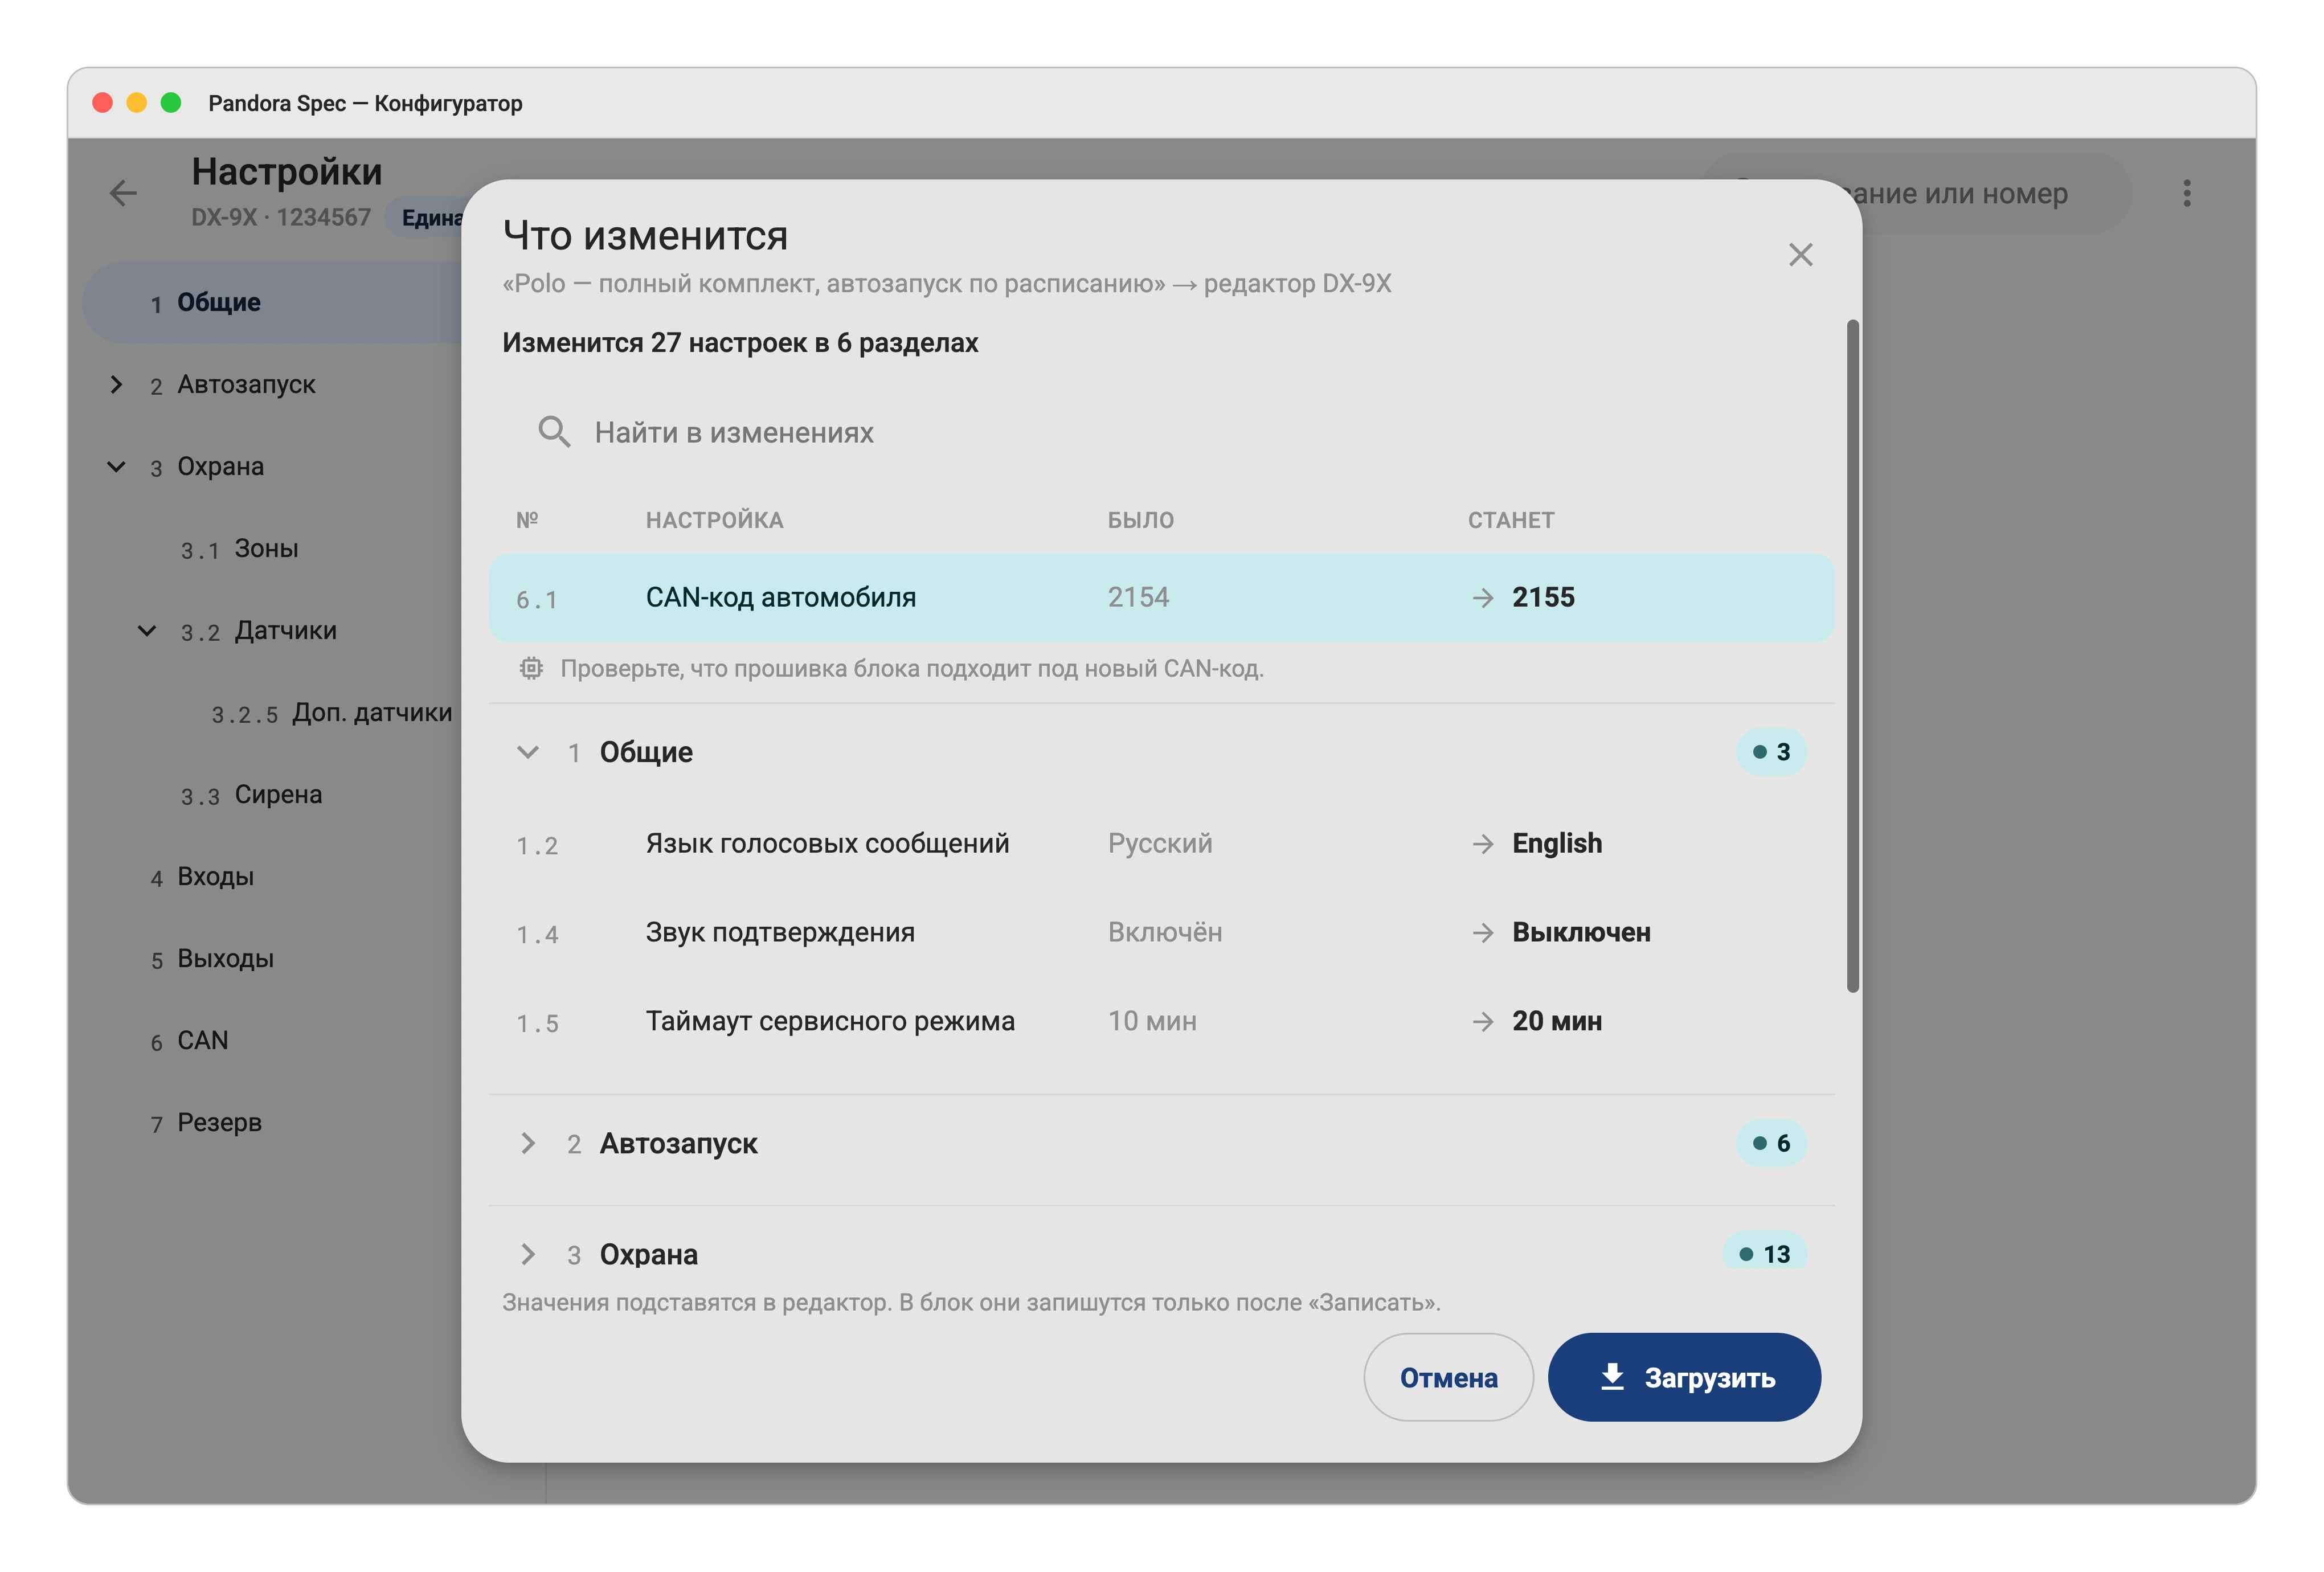 Pandora Spec — Конфигуратор
Настройки
DX-9X · 1234567
1 Общие
2 Автозапуск
3 Охрана
3.1 Зоны
3.2 Датчики
3.2.5 Доп. датчики
3.3 Сирена
4 Входы
5 Выходы
6 CAN
7 Резерв
или номер
Что изменится
«Polo — полный комплект, автозапуск по расписанию» → редактор DX-9X
Изменится 27 настроек в 6 разделах
Найти в изменениях
№ НАСТРОЙКА БЫЛО СТАНЕТ
6.1 CAN-код автомобиля 2154 → 2155
Проверьте, что прошивка блока подходит под новый CAN-код.
1 Общие 3
1.2 Язык голосовых сообщений Русский → English
1.4 Звук подтверждения Включён → Выключен
1.5 Таймаут сервисного режима 10 мин → 20 мин
2 Автозапуск 6
3 Охрана 13
Значения подставятся в редактор. В блок они запишутся только после «Записать».
Отмена
Загрузить